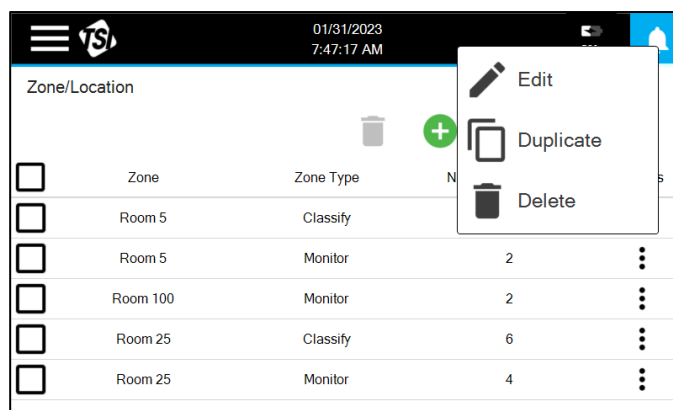 TSI
01/31/2023
7:47:17 AM
Zone/Location
Edit
Duplicate
Delete
Zone Zone Type N s
Room 5 Classify
Room 5 Monitor 2
Room 100 Monitor 2
Room 25 Classify 6
Room 25 Monitor 4